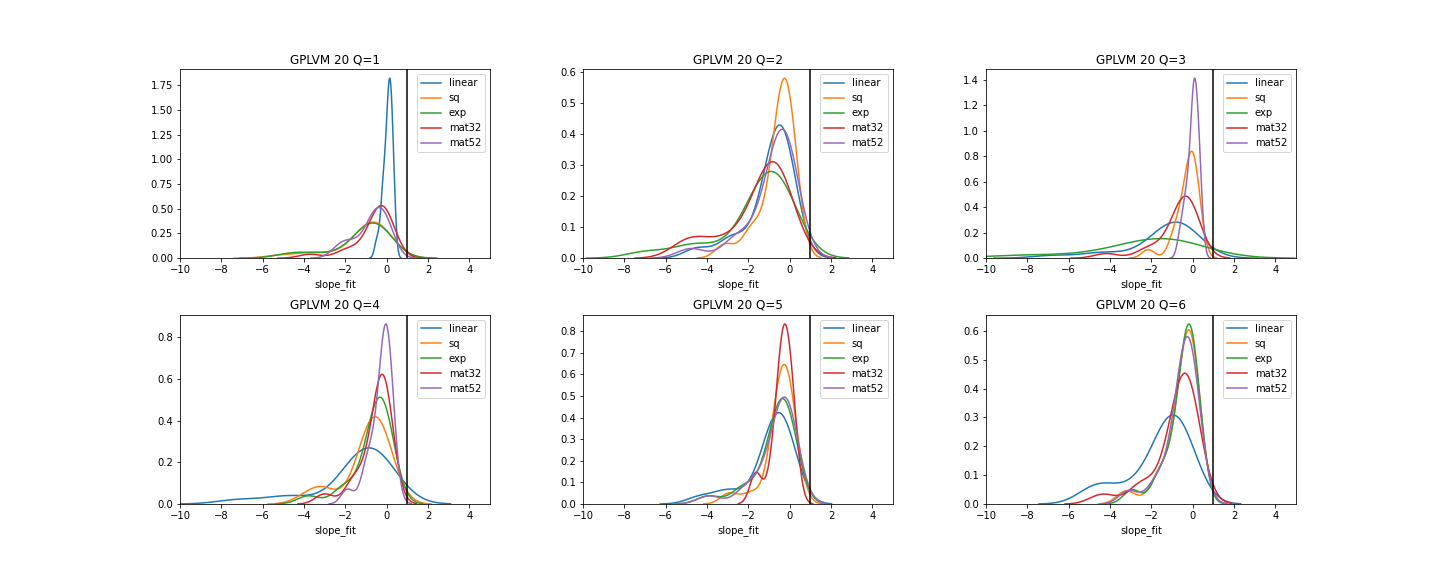 GPLVM 20 Q=1
1.75
1.50
1.25
1.00
0.75
0.50
0.25
0.00
−10 −8 −6 −4 −2 0 2 4
slope_fit
linear
sq
exp
mat32
mat52
GPLVM 20 Q=2
0.6
0.5
0.4
0.3
0.2
0.1
0.0
−10 −8 −6 −4 −2 0 2 4
slope_fit
linear
sq
exp
mat32
mat52
GPLVM 20 Q=3
1.4
1.2
1.0
0.8
0.6
0.4
0.2
0.0
−10 −8 −6 −4 −2 0 2 4
slope_fit
linear
sq
exp
mat32
mat52
GPLVM 20 Q=4
0.8
0.6
0.4
0.2
0.0
−10 −8 −6 −4 −2 0 2 4
slope_fit
linear
sq
exp
mat32
mat52
GPLVM 20 Q=5
0.8
0.7
0.6
0.5
0.4
0.3
0.2
0.1
0.0
−10 −8 −6 −4 −2 0 2 4
slope_fit
linear
sq
exp
mat32
mat52
GPLVM 20 Q=6
0.6
0.5
0.4
0.3
0.2
0.1
0.0
−10 −8 −6 −4 −2 0 2 4
slope_fit
linear
sq
exp
mat32
mat52